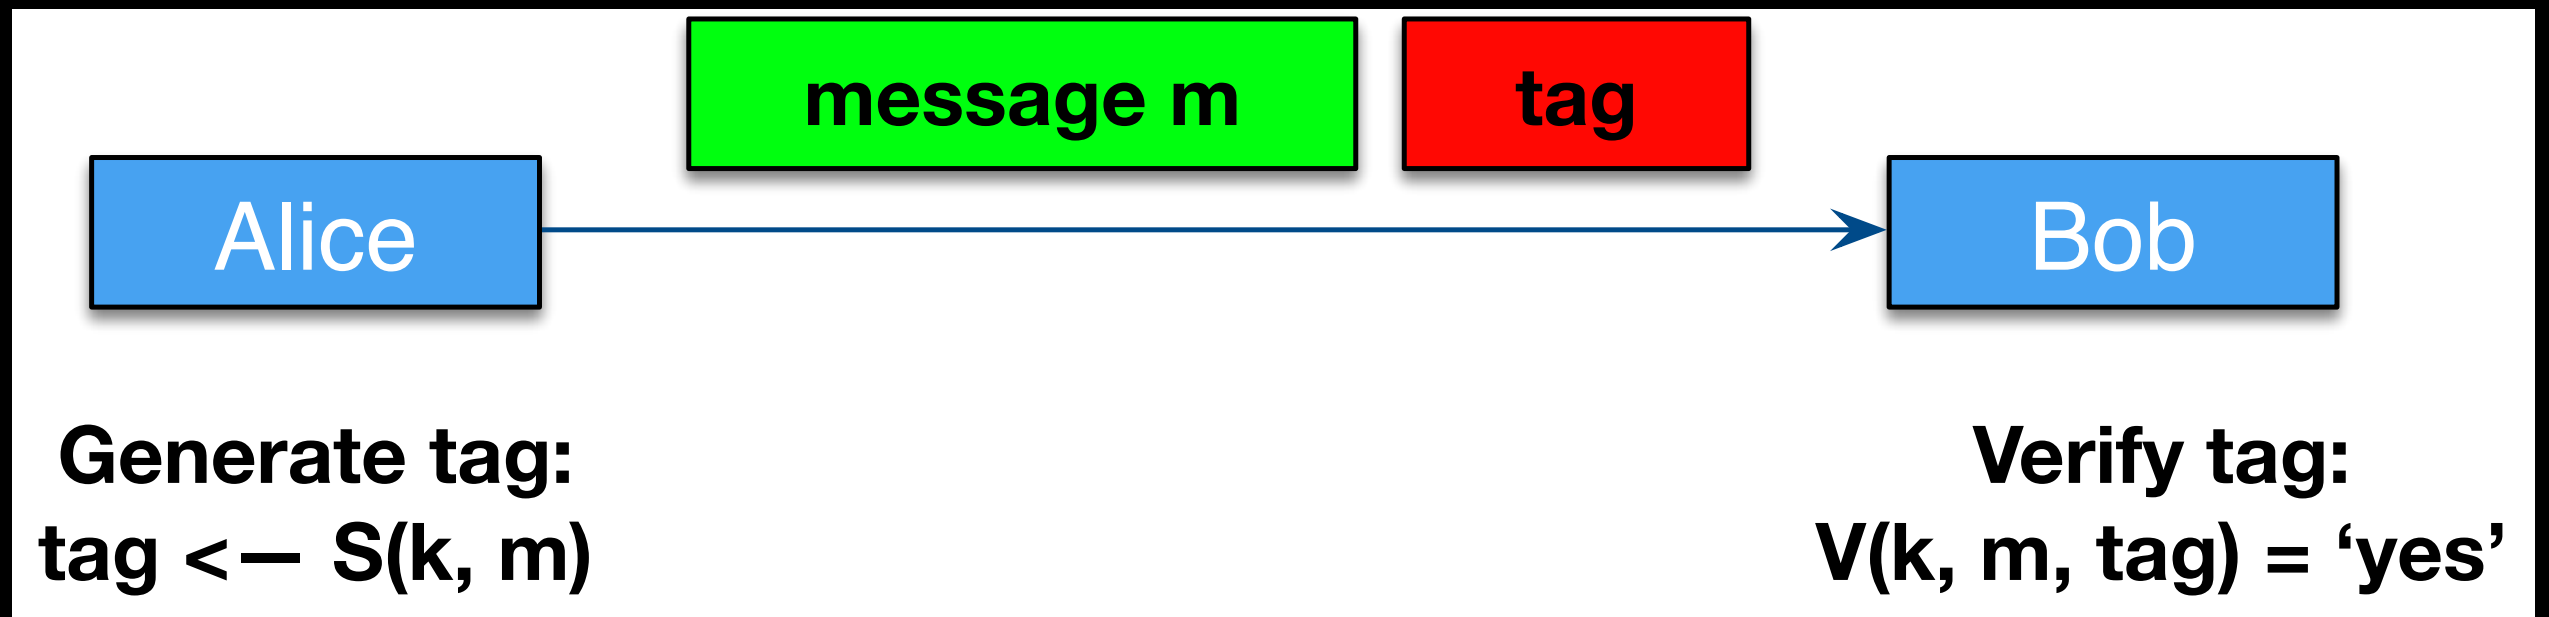 message m
tag
Alice
Bob
Generate tag:
tag <— S(k, m)
Verify tag:
V(k, m, tag) = ‘yes’